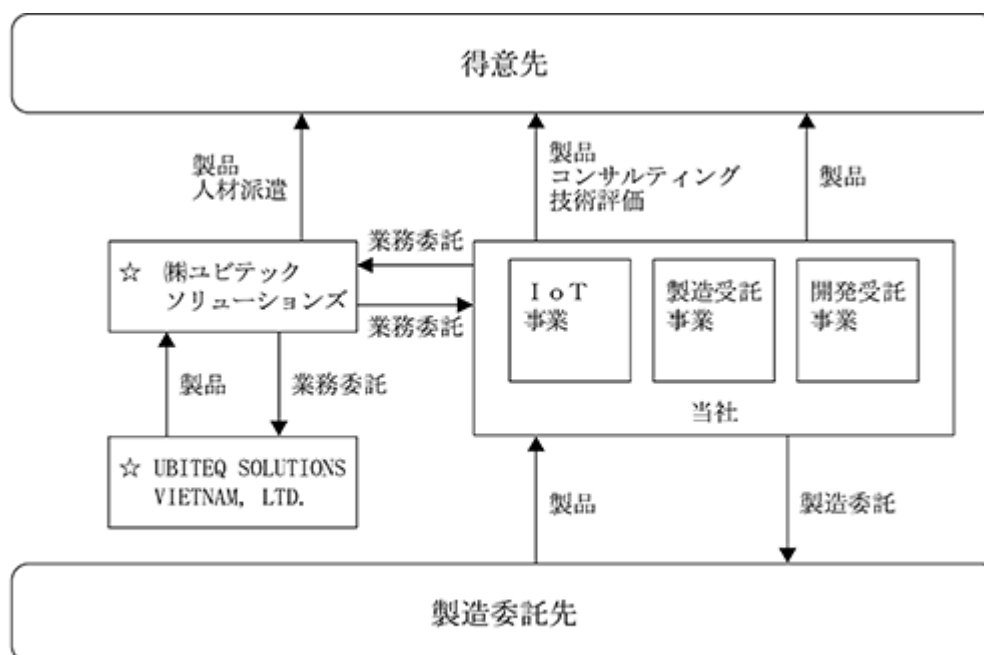 得意先
製品
人材派遣
製品
コンサルティング
技術評価
製品
業務委託
☆ ㈱ユビテック
ソリューションズ
業務委託
ＩｏＴ
事業
製造受託
事業
開発受託
事業
当社
製品
業務委託
☆ UBITEQ SOLUTIONS
VIETNAM, LTD.
製品
製造委託
製造委託先